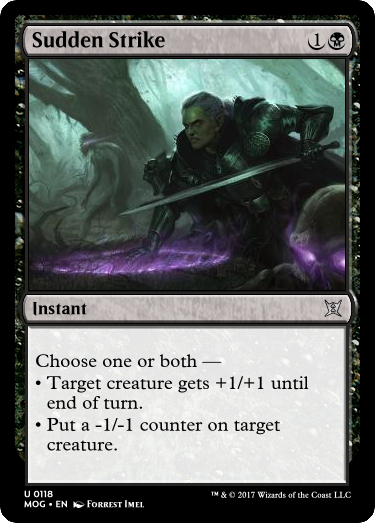 Sudden Strike 1
Instant
Choose one or both —
• Target creature gets +1/+1 until
end of turn.
• Put a -1/-1 counter on target
creature.
U 0118
MOG • EN Forrest Imel
™ & © 2017 Wizards of the Coast LLC